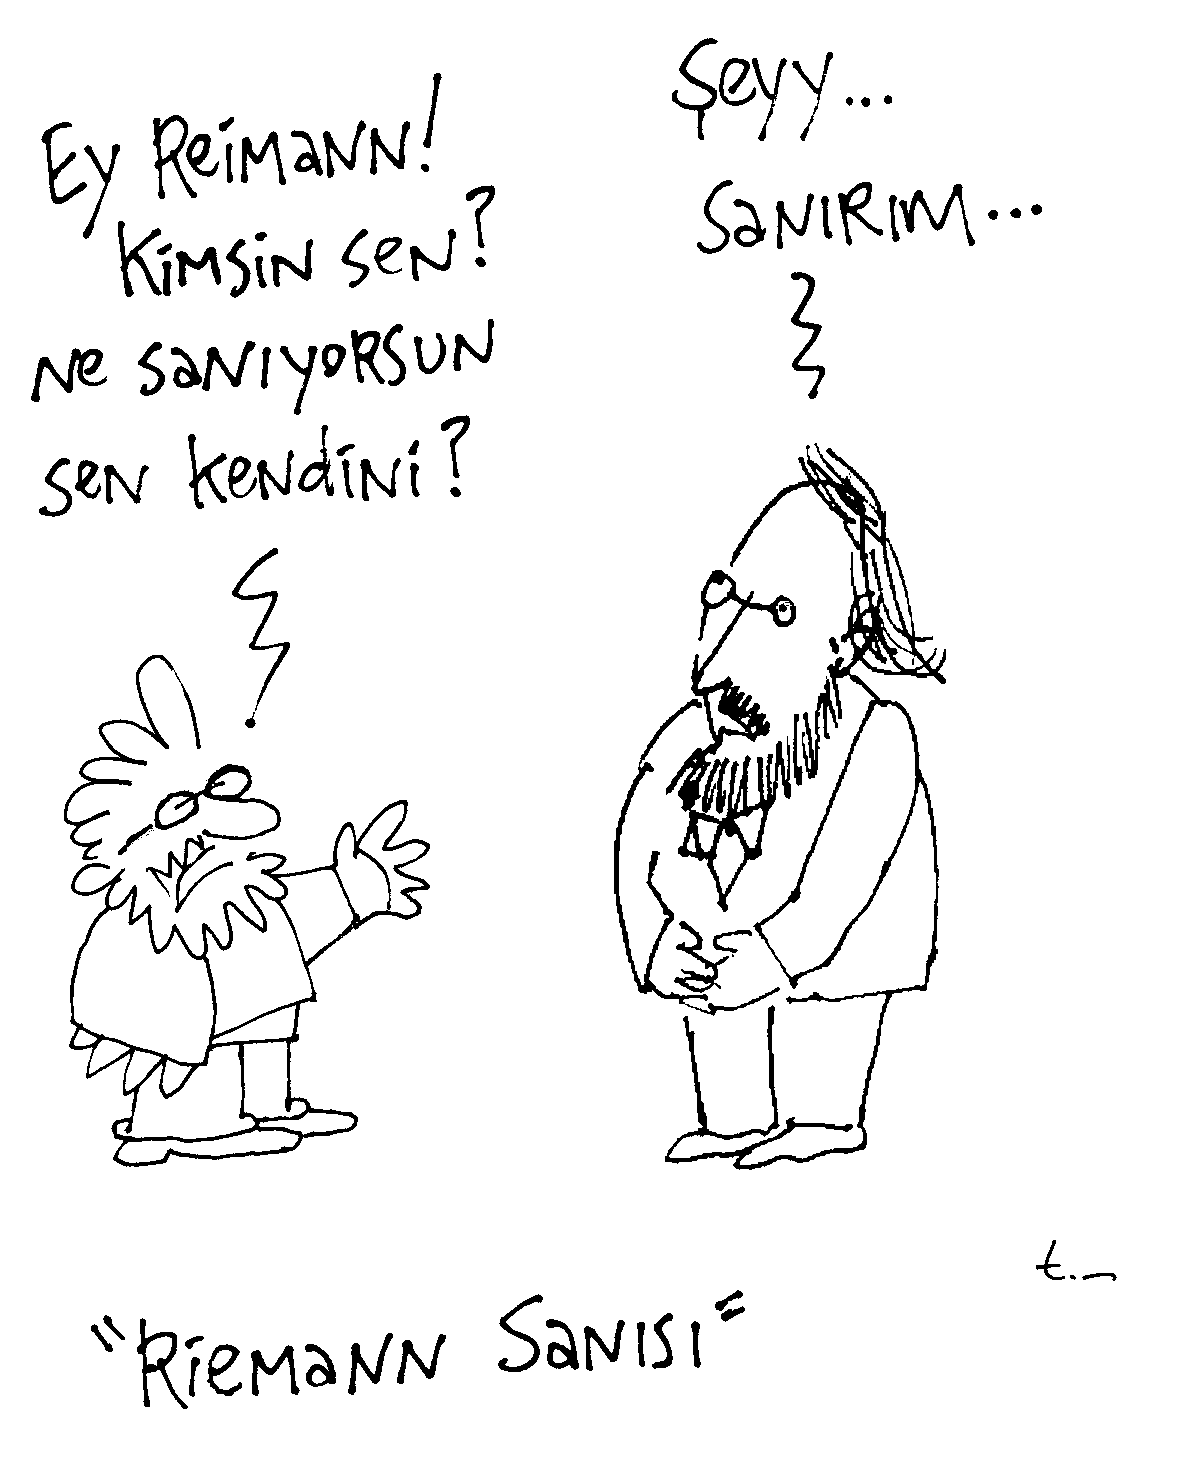 Ey Reimann!
Kimsin sen?
ne sanıyorsun
sen kendini?
Şeyy...
sanırım...
t.—
"Riemann Sanısı"